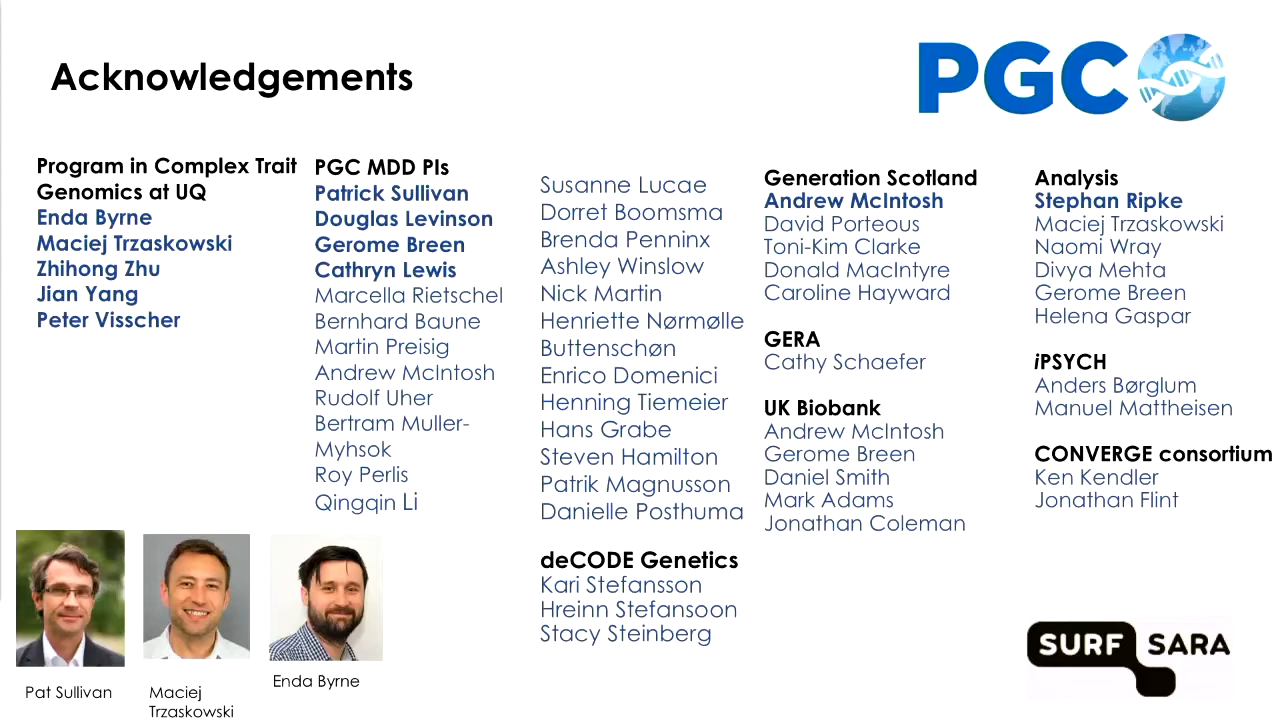 Acknowledgements
PGC
Program in Complex Trait
Genomics at UQ
Enda Byrne
Maciej Trzaskowski
Zhihong Zhu
Jian Yang
Peter Visscher
PGC MDD PIs
Patrick Sullivan
Douglas Levinson
Gerome Breen
Cathryn Lewis
Marcella Rietschel
Bernhard Baune
Martin Preisig
Andrew McIntosh
Rudolf Uher
Bertram Muller-
Myhsok
Roy Perlis
Qingqin Li
Susanne Lucae
Dorret Boomsma
Brenda Penninx
Ashley Winslow
Nick Martin
Henriette Nørmølle
Buttenschøn
Enrico Domenici
Henning Tiemeier
Hans Grabe
Steven Hamilton
Patrik Magnusson
Danielle Posthuma
deCODE Genetics
Kari Stefansson
Hreinn Stefansoon
Stacy Steinberg
Generation Scotland
Andrew McIntosh
David Porteous
Toni-Kim Clarke
Donald MacIntyre
Caroline Hayward
GERA
Cathy Schaefer
UK Biobank
Andrew McIntosh
Gerome Breen
Daniel Smith
Mark Adams
Jonathan Coleman
Analysis
Stephan Ripke
Maciej Trzaskowski
Naomi Wray
Divya Mehta
Gerome Breen
Helena Gaspar
iPSYCH
Anders Børglum
Manuel Mattheisen
CONVERGE consortium
Ken Kendler
Jonathan Flint
Pat Sullivan
Maciej
Trzaskowski
Enda Byrne
SURF SARA